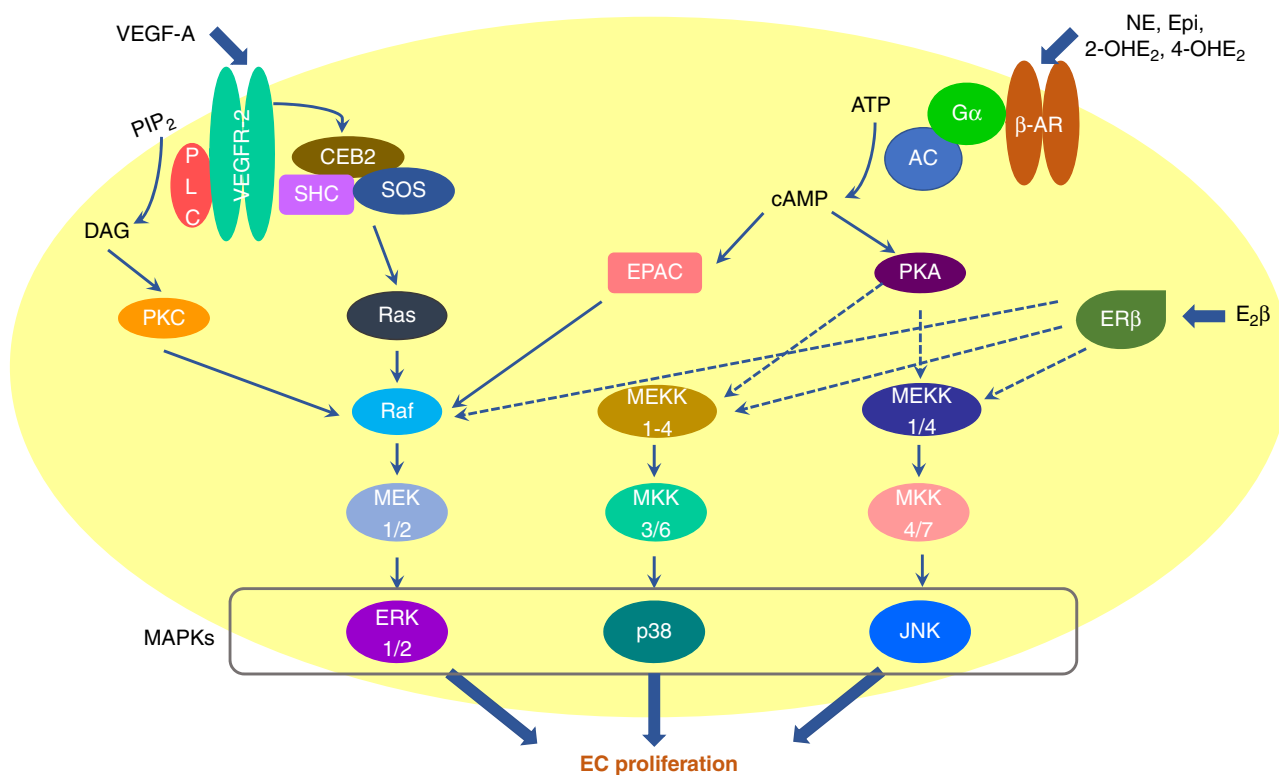 VEGF-A
NE, Epi,
2-OHE₂, 4-OHE₂
PIP₂
P
L
C
VEGFR-2
CEB2
SHC
SOS
ATP
Gα
AC
β-AR
cAMP
DAG
EPAC
PKA
PKC
Ras
ERβ
E₂β
Raf
MEKK
1-4
MEKK
1/4
MEK
1/2
MKK
3/6
MKK
4/7
MAPKs
ERK
1/2
p38
JNK
EC proliferation